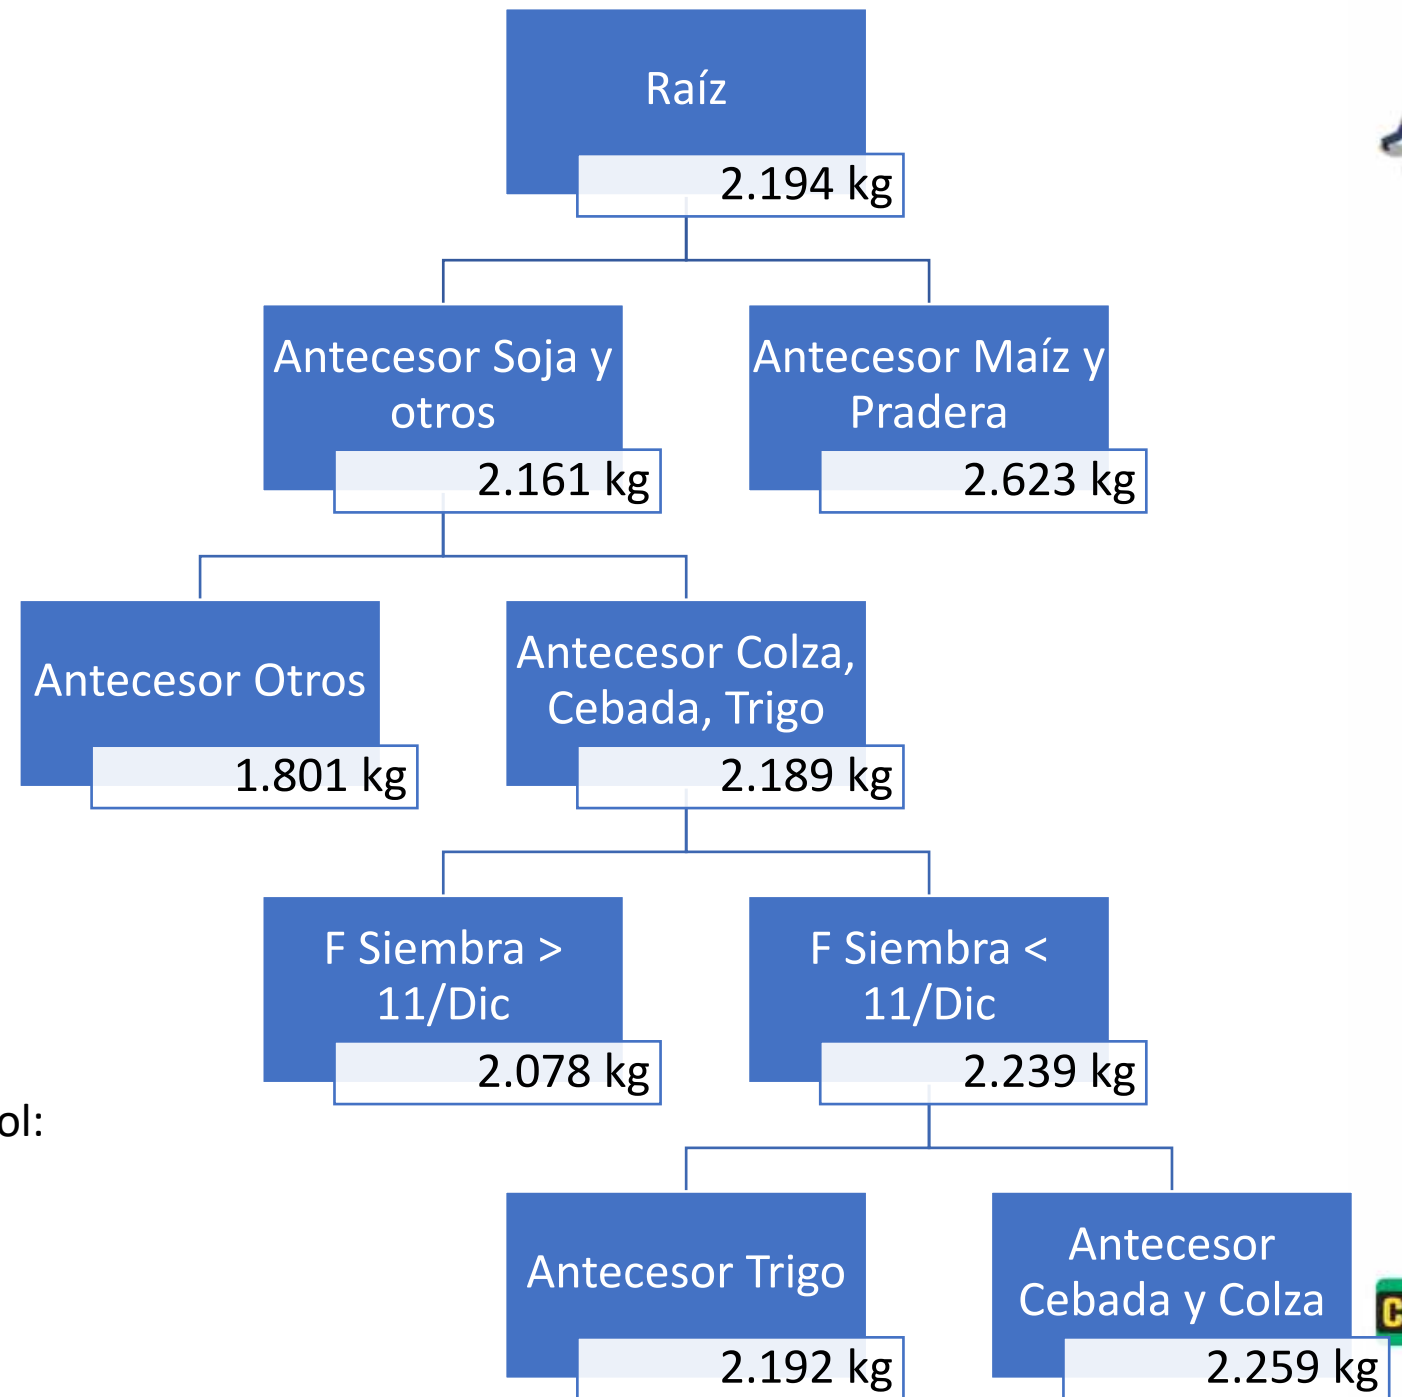 Raíz
2.194 kg
Antecesor Soja y
otros
2.161 kg
Antecesor Maíz y
Pradera
2.623 kg
Antecesor Otros
1.801 kg
Antecesor Colza,
Cebada, Trigo
2.189 kg
F Siembra >
11/Dic
2.078 kg
F Siembra <
11/Dic
2.239 kg
ol:
Antecesor Trigo
2.192 kg
Antecesor
Cebada y Colza
2.259 kg
C